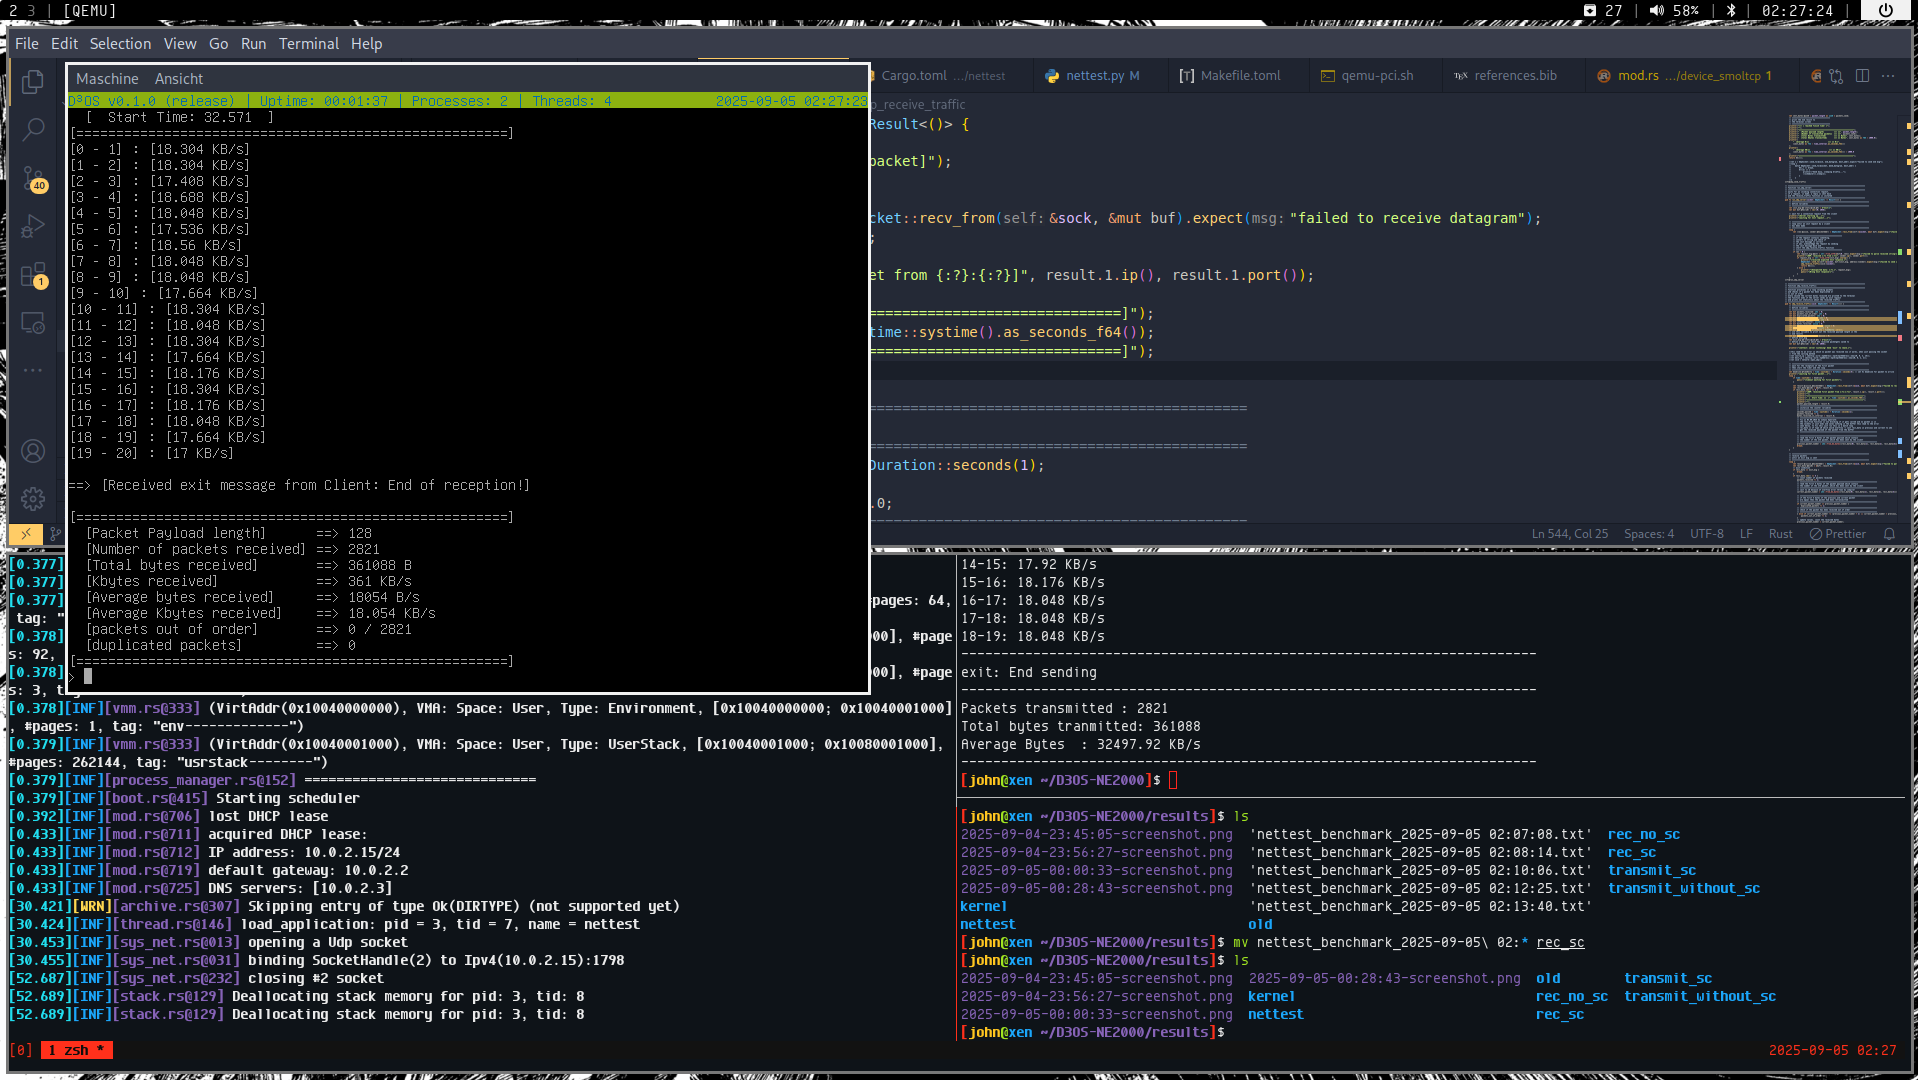 2 3 | [QEMU]
27 | 58% | | 02:27:24 |
File Edit Selection View Go Run Terminal Help
Cargo.toml .../nettest
nettest.py M
Makefile.toml
qemu-pci.sh
references.bib
mod.rs .../device_smoltcp 1
40
1
p_receive_traffic
Result<()> {
packet]");
cket::recv_from(self: &sock, &mut buf).expect(msg: "failed to receive datagram");
;
et from {:?}:{:?}]", result.1.ip(), result.1.port());
===============================]");
time::systime().as_seconds_f64());
===============================]");
===============================================
===============================================
Duration::seconds(1);
.0;
===============================================
Ln 544, Col 25 Spaces: 4 UTF-8 LF Rust Prettier
Maschine Ansicht
D³OS v0.1.0 (release) | Uptime: 00:01:37 | Processes: 2 | Threads: 4 2025-09-05 02:27:23
[ Start Time: 32.571 ]
[======================================================]
[0 - 1] : [18.304 KB/s]
[1 - 2] : [18.304 KB/s]
[2 - 3] : [17.408 KB/s]
[3 - 4] : [18.688 KB/s]
[4 - 5] : [18.048 KB/s]
[5 - 6] : [17.536 KB/s]
[6 - 7] : [18.56 KB/s]
[7 - 8] : [18.048 KB/s]
[8 - 9] : [18.048 KB/s]
[9 - 10] : [17.664 KB/s]
[10 - 11] : [18.304 KB/s]
[11 - 12] : [18.048 KB/s]
[12 - 13] : [18.304 KB/s]
[13 - 14] : [17.664 KB/s]
[14 - 15] : [18.176 KB/s]
[15 - 16] : [18.304 KB/s]
[16 - 17] : [18.176 KB/s]
[17 - 18] : [18.048 KB/s]
[18 - 19] : [17.664 KB/s]
[19 - 20] : [17 KB/s]
==> [Received exit message from Client: End of reception!]
[======================================================]
[Packet Payload length] ==> 128
[Number of packets received] ==> 2821
[Total bytes received] ==> 361088 B
[Kbytes received] ==> 361 KB/s
[Average bytes received] ==> 18054 B/s
[Average Kbytes received] ==> 18.054 KB/s
[packets out of order] ==> 0 / 2821
[duplicated packets] ==> 0
[======================================================]
>
[0.377]
[0.377]
[0.377] pages: 64,
tag: "
[0.378] 00], #page
s: 92,
[0.378] 00], #page
s: 3, t
[0.378][INF][vmm.rs@333] (VirtAddr(0x10040000000), VMA: Space: User, Type: Environment, [0x10040000000; 0x10040001000]
, #pages: 1, tag: "env-------------")
[0.379][INF][vmm.rs@333] (VirtAddr(0x10040001000), VMA: Space: User, Type: UserStack, [0x10040001000; 0x10080001000],
#pages: 262144, tag: "usrstack--------")
[0.379][INF][process_manager.rs@152] =============================
[0.379][INF][boot.rs@415] Starting scheduler
[0.392][INF][mod.rs@706] lost DHCP lease
[0.433][INF][mod.rs@711] acquired DHCP lease:
[0.433][INF][mod.rs@712] IP address: 10.0.2.15/24
[0.433][INF][mod.rs@719] default gateway: 10.0.2.2
[0.433][INF][mod.rs@725] DNS servers: [10.0.2.3]
[30.421][WRN][archive.rs@307] Skipping entry of type Ok(DIRTYPE) (not supported yet)
[30.424][INF][thread.rs@146] load_application: pid = 3, tid = 7, name = nettest
[30.453][INF][sys_net.rs@013] opening a Udp socket
[30.455][INF][sys_net.rs@031] binding SocketHandle(2) to Ipv4(10.0.2.15):1798
[52.687][INF][sys_net.rs@232] closing #2 socket
[52.689][INF][stack.rs@129] Deallocating stack memory for pid: 3, tid: 8
[52.689][INF][stack.rs@129] Deallocating stack memory for pid: 3, tid: 8
14-15: 17.92 KB/s
15-16: 18.176 KB/s
16-17: 18.048 KB/s
17-18: 18.048 KB/s
18-19: 18.048 KB/s
------------------------------------------------------------------------
exit: End sending
------------------------------------------------------------------------
Packets transmitted : 2821
Total bytes tranmitted: 361088
Average Bytes : 32497.92 KB/s
------------------------------------------------------------------------
[john@xen ~/D3OS-NE2000]$
[john@xen ~/D3OS-NE2000/results]$ ls
2025-09-04-23:45:05-screenshot.png 'nettest_benchmark_2025-09-05 02:07:08.txt' rec_no_sc
2025-09-04-23:56:27-screenshot.png 'nettest_benchmark_2025-09-05 02:08:14.txt' rec_sc
2025-09-05-00:00:33-screenshot.png 'nettest_benchmark_2025-09-05 02:10:06.txt' transmit_sc
2025-09-05-00:28:43-screenshot.png 'nettest_benchmark_2025-09-05 02:12:25.txt' transmit_without_sc
kernel 'nettest_benchmark_2025-09-05 02:13:40.txt'
nettest old
[john@xen ~/D3OS-NE2000/results]$ mv nettest_benchmark_2025-09-05\ 02:* rec_sc
[john@xen ~/D3OS-NE2000/results]$ ls
2025-09-04-23:45:05-screenshot.png 2025-09-05-00:28:43-screenshot.png old transmit_sc
2025-09-04-23:56:27-screenshot.png kernel rec_no_sc transmit_without_sc
2025-09-05-00:00:33-screenshot.png nettest rec_sc
[john@xen ~/D3OS-NE2000/results]$
[0] 1 zsh * 2025-09-05 02:27